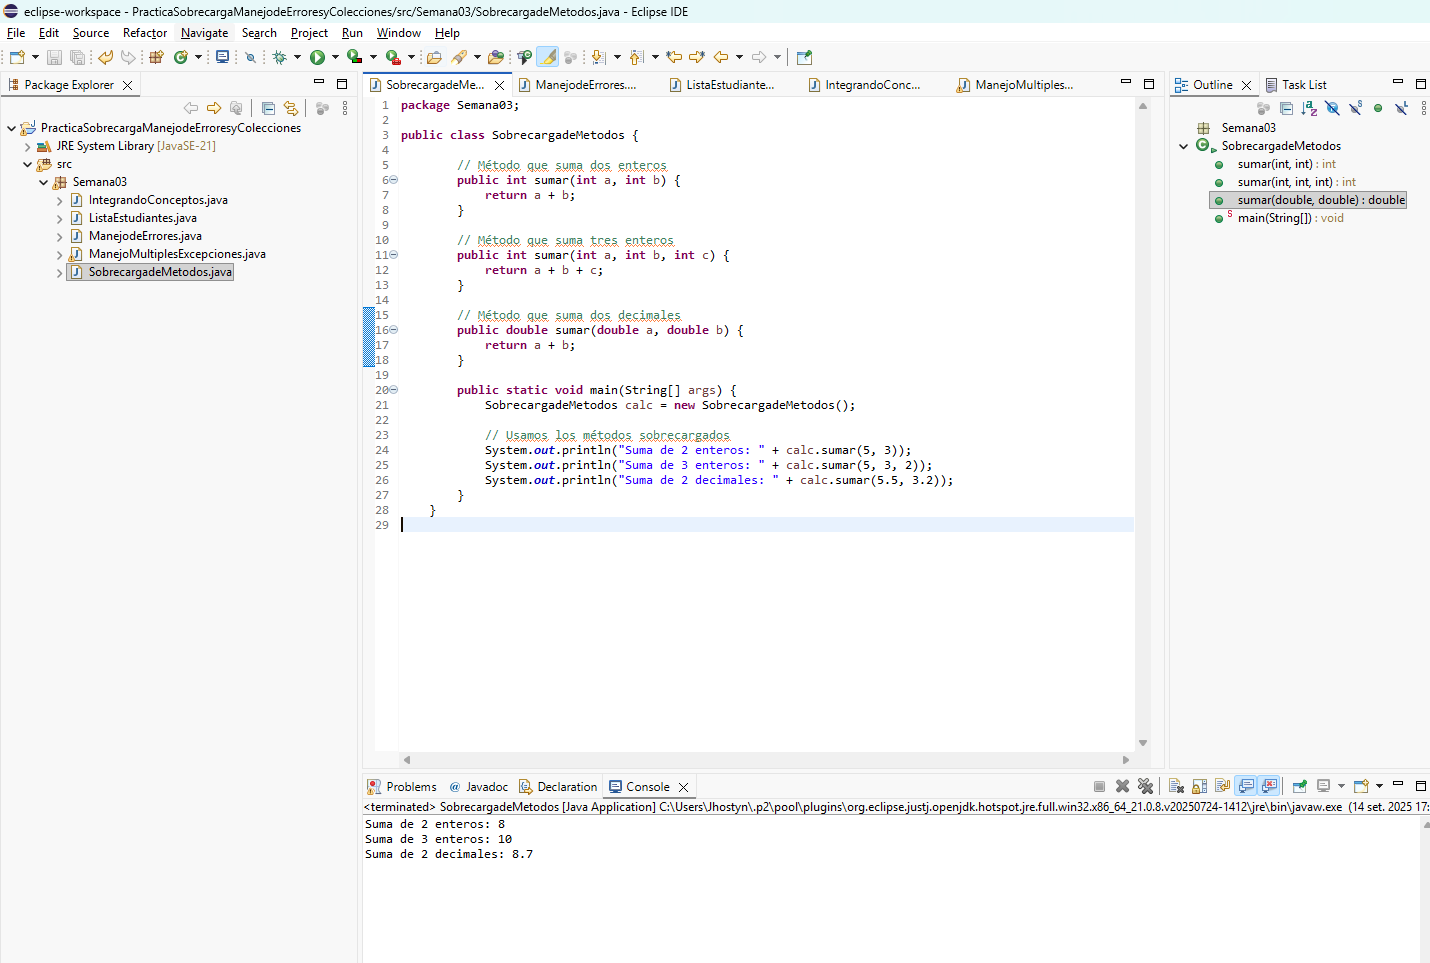 eclipse-workspace - PracticaSobrecargaManejodeErroresyColecciones/src/Semana03/SobrecargadeMetodos.java - Eclipse IDE
File Edit Source Refactor Navigate Search Project Run Window Help
Package Explorer
PracticaSobrecargaManejodeErroresyColecciones
JRE System Library [JavaSE-21]
src
Semana03
IntegrandoConceptos.java
ListaEstudiantes.java
ManejodeErrores.java
ManejoMultiplesExcepciones.java
SobrecargadeMetodos.java
SobrecargadeMe... ManejodeErrores.... ListaEstudiante... IntegrandoConc... ManejoMultiples...
1 package Semana03;
2
3 public class SobrecargadeMetodos {
4
5 // Método que suma dos enteros
6 public int sumar(int a, int b) {
7 return a + b;
8 }
9
10 // Método que suma tres enteros
11 public int sumar(int a, int b, int c) {
12 return a + b + c;
13 }
14
15 // Método que suma dos decimales
16 public double sumar(double a, double b) {
17 return a + b;
18 }
19
20 public static void main(String[] args) {
21 SobrecargadeMetodos calc = new SobrecargadeMetodos();
22
23 // Usamos los métodos sobrecargados
24 System.out.println("Suma de 2 enteros: " + calc.sumar(5, 3));
25 System.out.println("Suma de 3 enteros: " + calc.sumar(5, 3, 2));
26 System.out.println("Suma de 2 decimales: " + calc.sumar(5.5, 3.2));
27 }
28 }
29
Outline Task List
Semana03
SobrecargadeMetodos
sumar(int, int) : int
sumar(int, int, int) : int
sumar(double, double) : double
main(String[]) : void
Problems Javadoc Declaration Console
<terminated> SobrecargadeMetodos [Java Application] C:\Users\Jhostyn\.p2\pool\plugins\org.eclipse.justj.openjdk.hotspot.jre.full.win32.x86_64_21.0.8.v20250724-1412\jre\bin\javaw.exe (14 set. 2025 17:
Suma de 2 enteros: 8
Suma de 3 enteros: 10
Suma de 2 decimales: 8.7